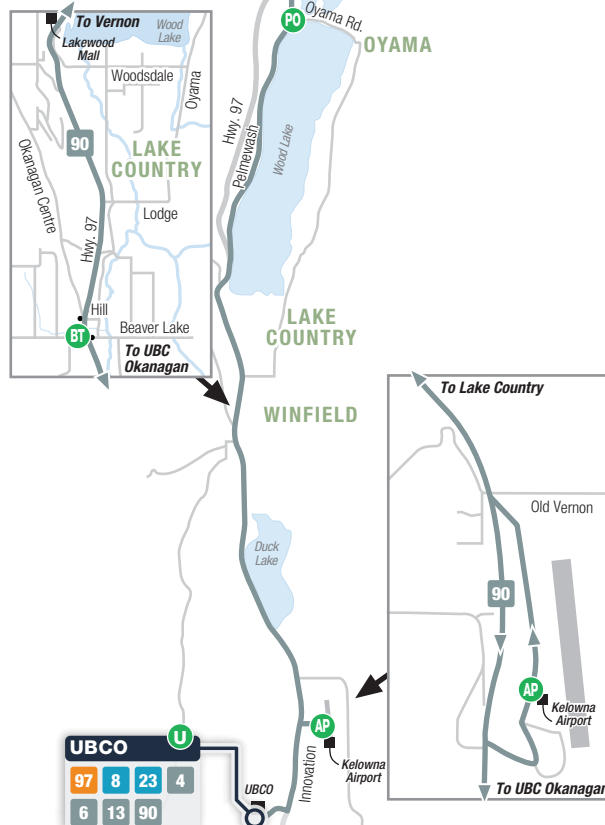 To Vernon
Wood
Lake
Lakewood
Mall
Woodsdale
Oyama
90
LAKE
COUNTRY
Okanagan Centre
Lodge
Hwy. 97
Hill
BT
Beaver Lake
To UBC
Okanagan
PO
Oyama Rd.
OYAMA
Hwy. 97
Pelmewash
Wood Lake
LAKE
COUNTRY
WINFIELD
Duck
Lake
AP
Kelowna
Airport
Innovation
UBCO
U
UBCO
97 8 23 4
6 13 90
To Lake Country
Old Vernon
90
AP
Kelowna
Airport
To UBC Okanagan